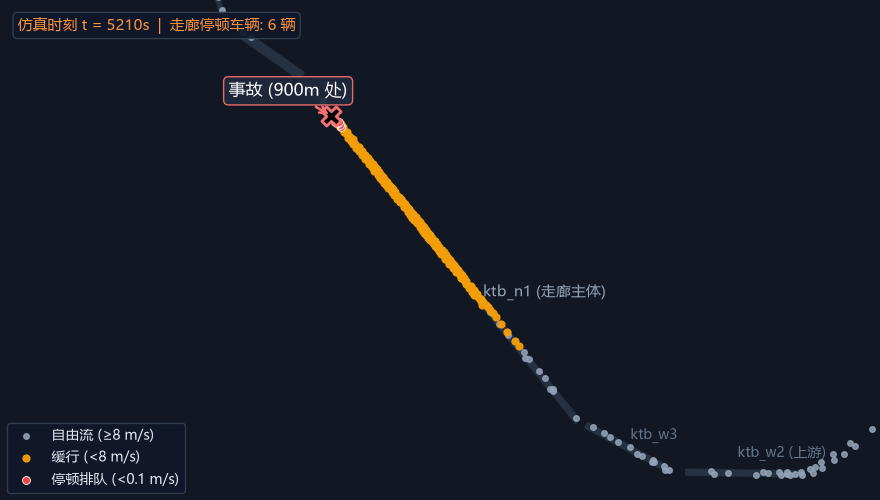 仿真时刻 t = 5210s | 走廊停顿车辆: 6 辆
事故 (900m 处)
ktb_n1 (走廊主体)
ktb_w3
ktb_w2 (上游)
自由流 (≥8 m/s)
缓行 (<8 m/s)
停顿排队 (<0.1 m/s)